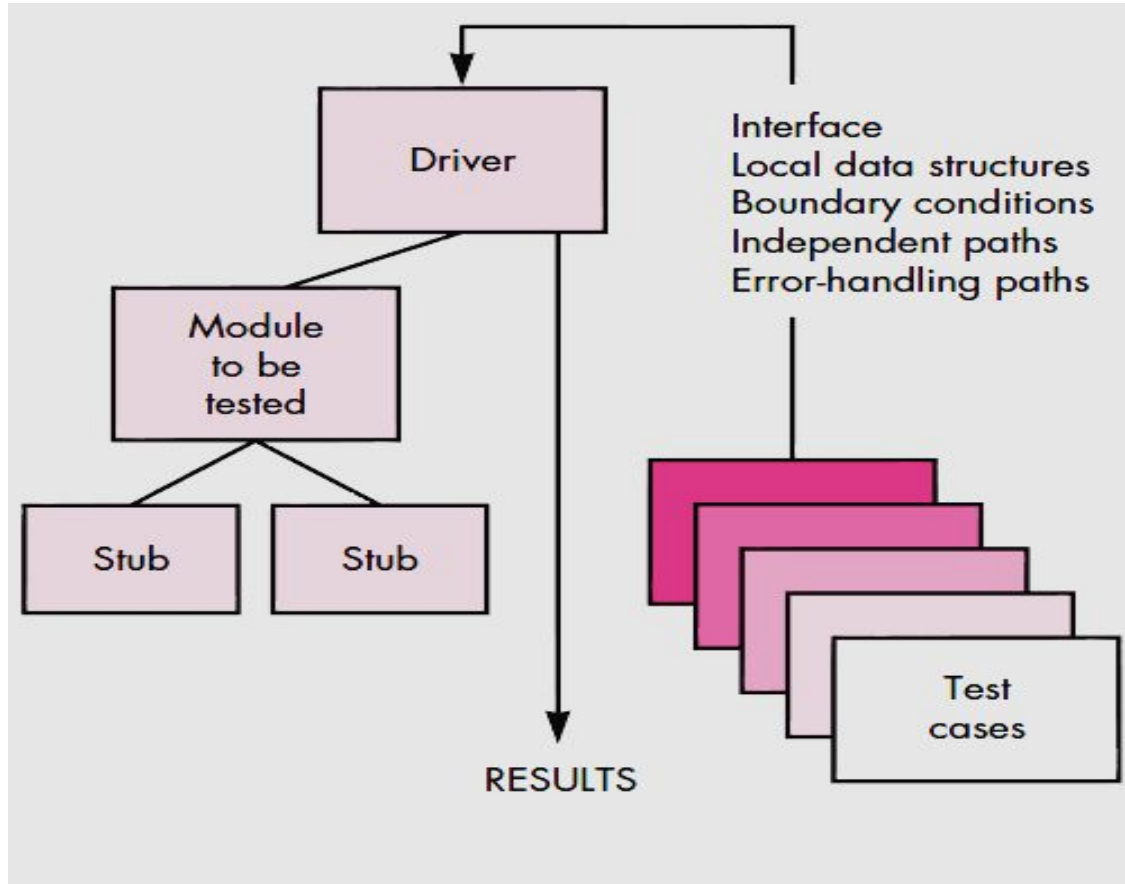 Driver
Interface
Local data structures
Boundary conditions
Independent paths
Error-handling paths
Module
to be
tested
Stub
Stub
Test
cases
RESULTS